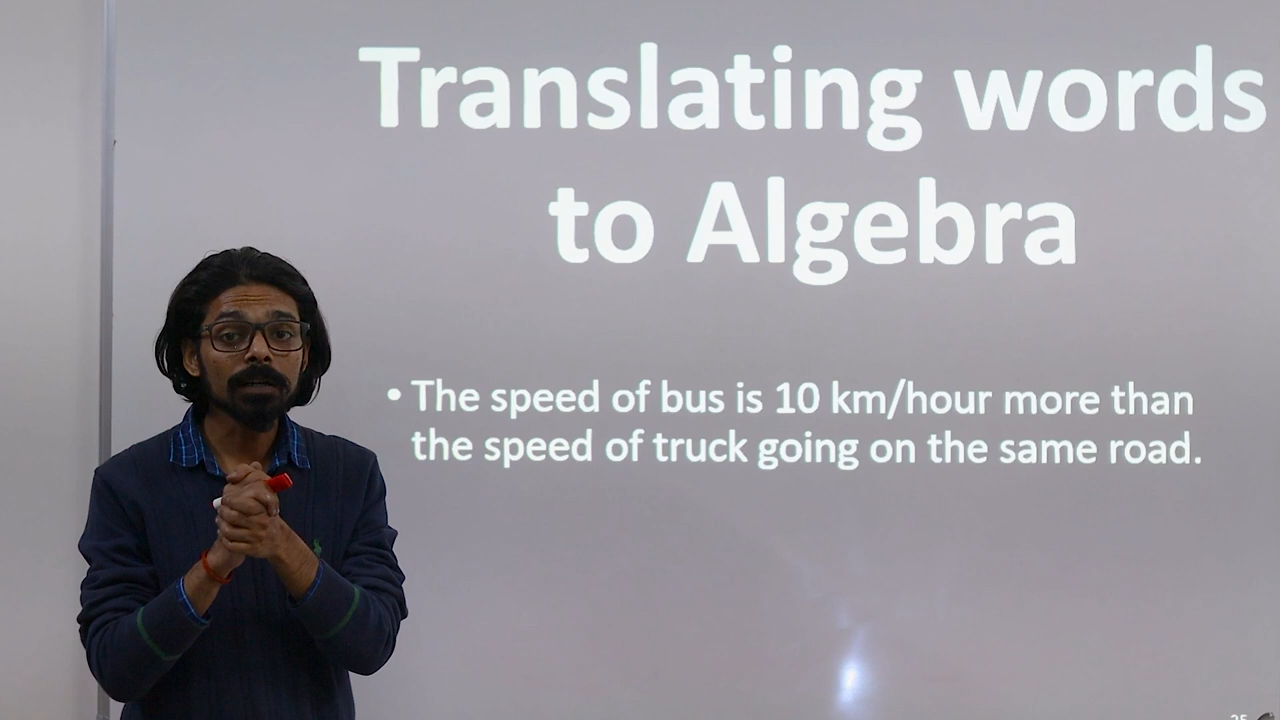 Translating words
to Algebra
• The speed of bus is 10 km/hour more than
the speed of truck going on the same road.